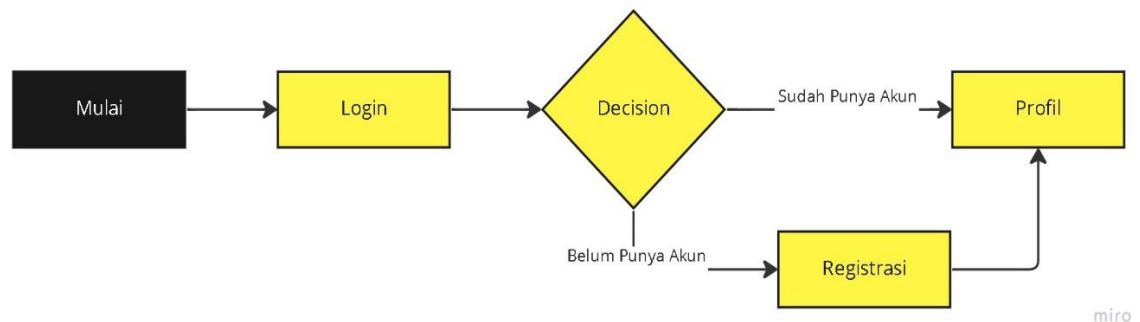 Mulai
Login
Decision
Sudah Punya Akun
Profil
Belum Punya Akun
Registrasi
miro